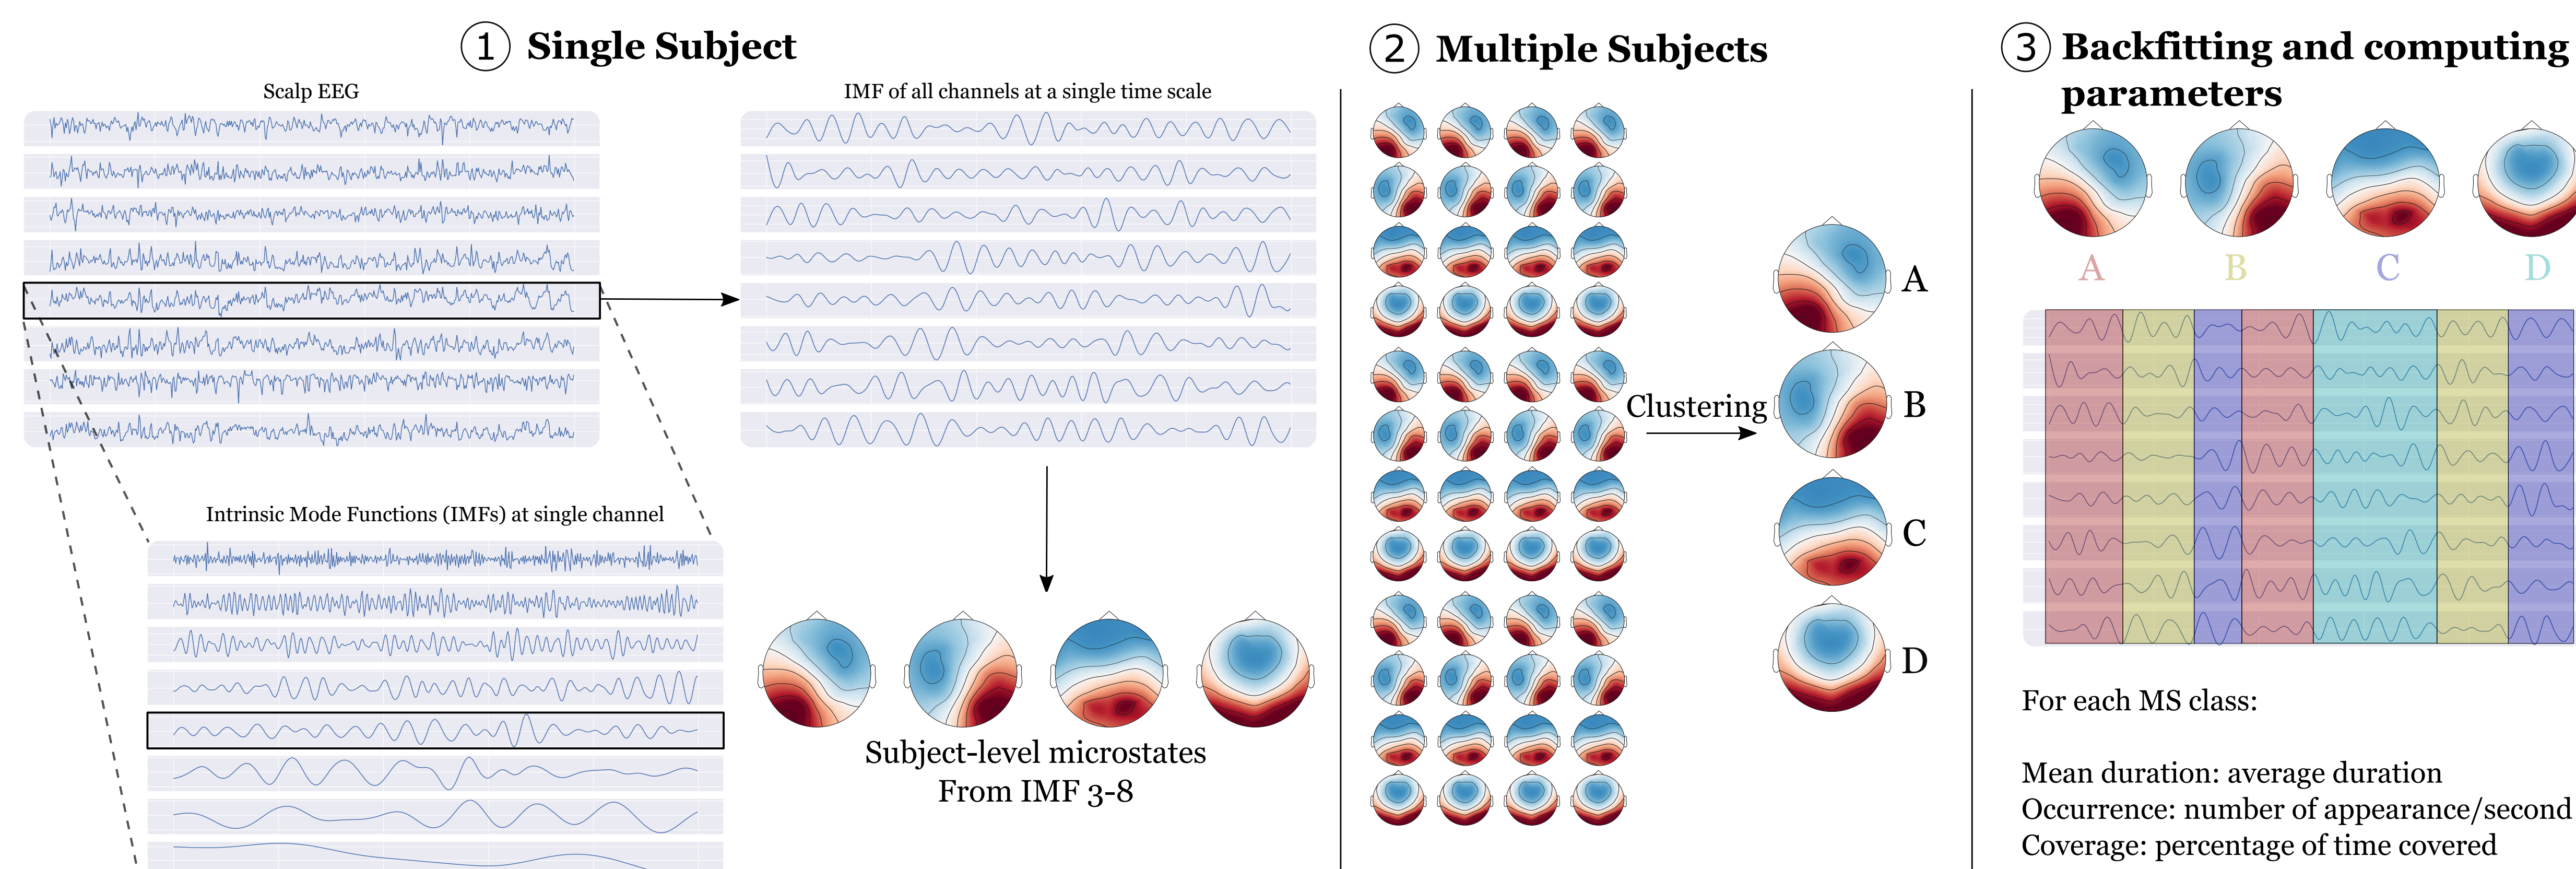 1 Single Subject
Scalp EEG
IMF of all channels at a single time scale
Intrinsic Mode Functions (IMFs) at single channel
Subject-level microstates
From IMF 3-8
2 Multiple Subjects
Clustering
A
B
C
D
3 Backfitting and computing
parameters
A B C D
For each MS class:
Mean duration: average duration
Occurrence: number of appearance/second
Coverage: percentage of time covered